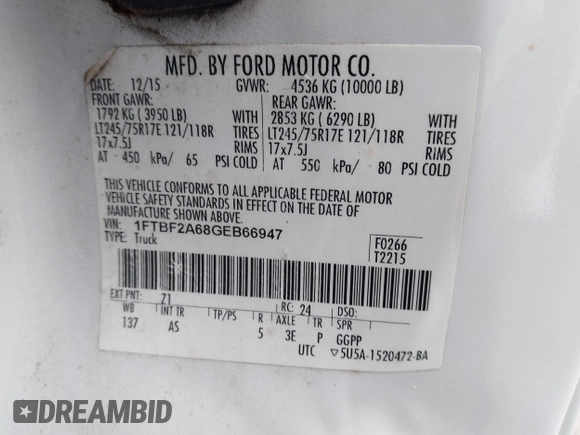 MFD. BY FORD MOTOR CO.
DATE: 12/15 GVWR: 4536 KG (10000 LB)
FRONT GAWR: REAR GAWR:
1792 KG ( 3950 LB) WITH 2853 KG ( 6290 LB) WITH
LT245/75R17E 121/118R TIRES LT245/75R17E 121/118R TIRES
17x7.5J RIMS 17x7.5J RIMS
AT 450 kPa/ 65 PSI COLD AT 550 kPa/ 80 PSI COLD
THIS VEHICLE CONFORMS TO ALL APPLICABLE FEDERAL MOTOR
VEHICLE SAFETY STANDARDS IN EFFECT ON THE DATE OF
MANUFACTURE SHOWN ABOVE.
VIN: 1FTBF2A68GEB66947 F0266
TYPE: Truck T2215
EXT PNT: Z1 RC: 24 DSO:
WB INT TR TP/PS R AXLE TR SPR
137 AS 5 3E P GGPP
UTC ▽5U5A-1520472-BA
DREAMBID